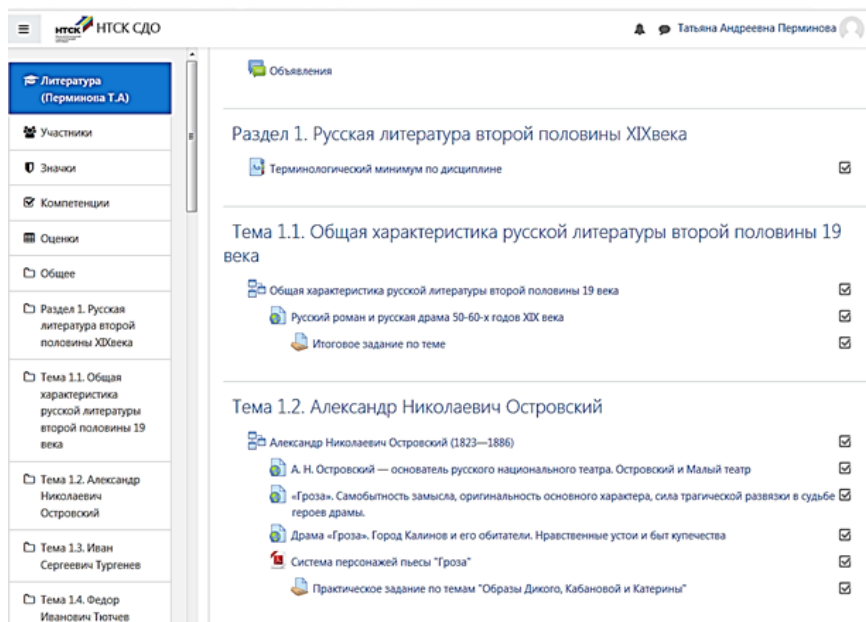 НТСК НТСК СДО
Татьяна Андреевна Перминова
Литература
(Перминова Т.А)
Участники
Значки
Компетенции
Оценки
Общее
Раздел 1. Русская
литература второй
половины XIXвека
Тема 1.1. Общая
характеристика
русской литературы
второй половины 19
века
Тема 1.2. Александр
Николаевич
Островский
Тема 1.3. Иван
Сергеевич Тургенев
Тема 1.4. Федор
Иванович Тютчев
Объявления
Раздел 1. Русская литература второй половины XIXвека
Терминологический минимум по дисциплине
Тема 1.1. Общая характеристика русской литературы второй половины 19
века
Общая характеристика русской литературы второй половины 19 века
Русский роман и русская драма 50-60-х годов XIX века
Итоговое задание по теме
Тема 1.2. Александр Николаевич Островский
Александр Николаевич Островский (1823—1886)
А. Н. Островский — основатель русского национального театра. Островский и Малый театр
«Гроза». Самобытность замысла, оригинальность основного характера, сила трагической развязки в судьбе
героев драмы.
Драма «Гроза». Город Калинов и его обитатели. Нравственные устои и быт купечества
Система персонажей пьесы "Гроза"
Практическое задание по темам "Образы Дикого, Кабановой и Катерины"